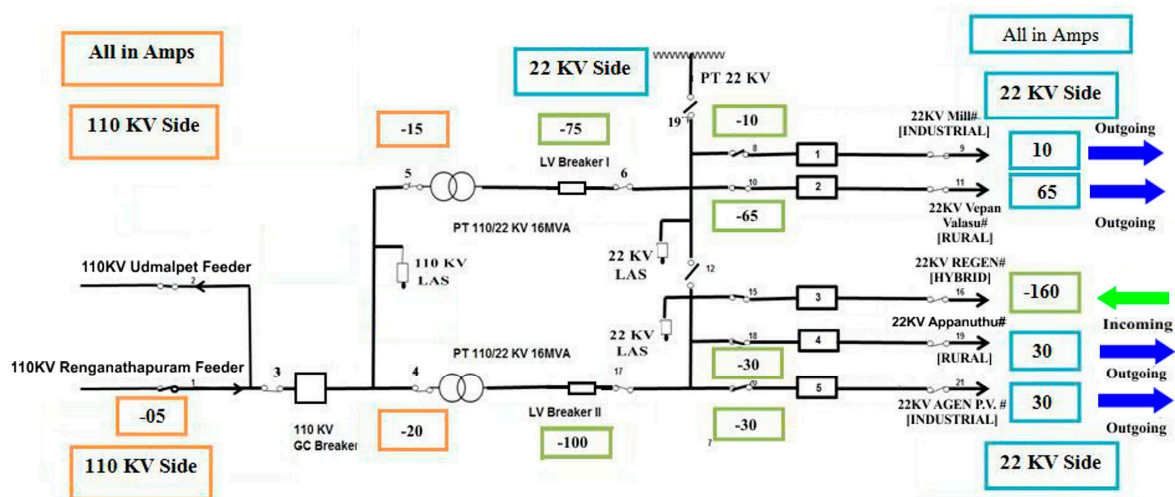 All in Amps
22 KV Side
All in Amps
PT 22 KV
22 KV Side
110 KV Side
-15
-75
19
-10
22KV Mill#
[INDUSTRIAL]
Outgoing
LV Breaker I
8
1
9
10
5
6
10
2
11
65
PT 110/22 KV 16MVA
-65
22KV Vepan
Valasu#
[RURAL]
Outgoing
110 KV
LAS
22 KV
LAS
12
22KV REGEN#
[HYBRID]
110KV Udmalpet Feeder
2
15
3
16
-160
22 KV
LAS
22KV Appanuthu#
Incoming
18
4
19
30
[RURAL]
110KV Renganathapuram Feeder
PT 110/22 KV 16MVA
-30
Outgoing
1
3
4
17
5
21
30
-05
110 KV
GC Breaker
-20
LV Breaker II
-100
-30
22KV AGEN P.V. #
[INDUSTRIAL]
Outgoing
7
110 KV Side
22 KV Side